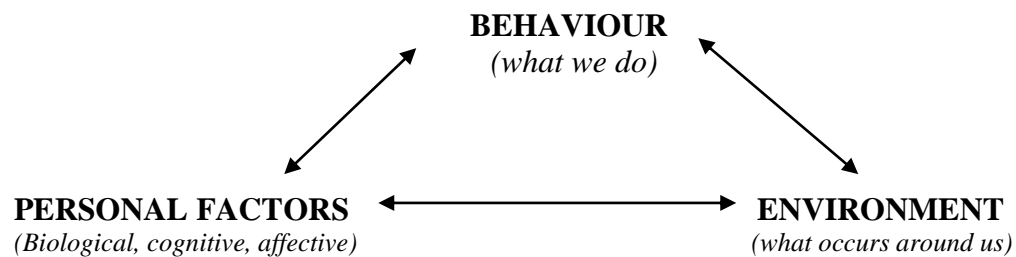 BEHAVIOUR
(what we do)
PERSONAL FACTORS
(Biological, cognitive, affective)
ENVIRONMENT
(what occurs around us)